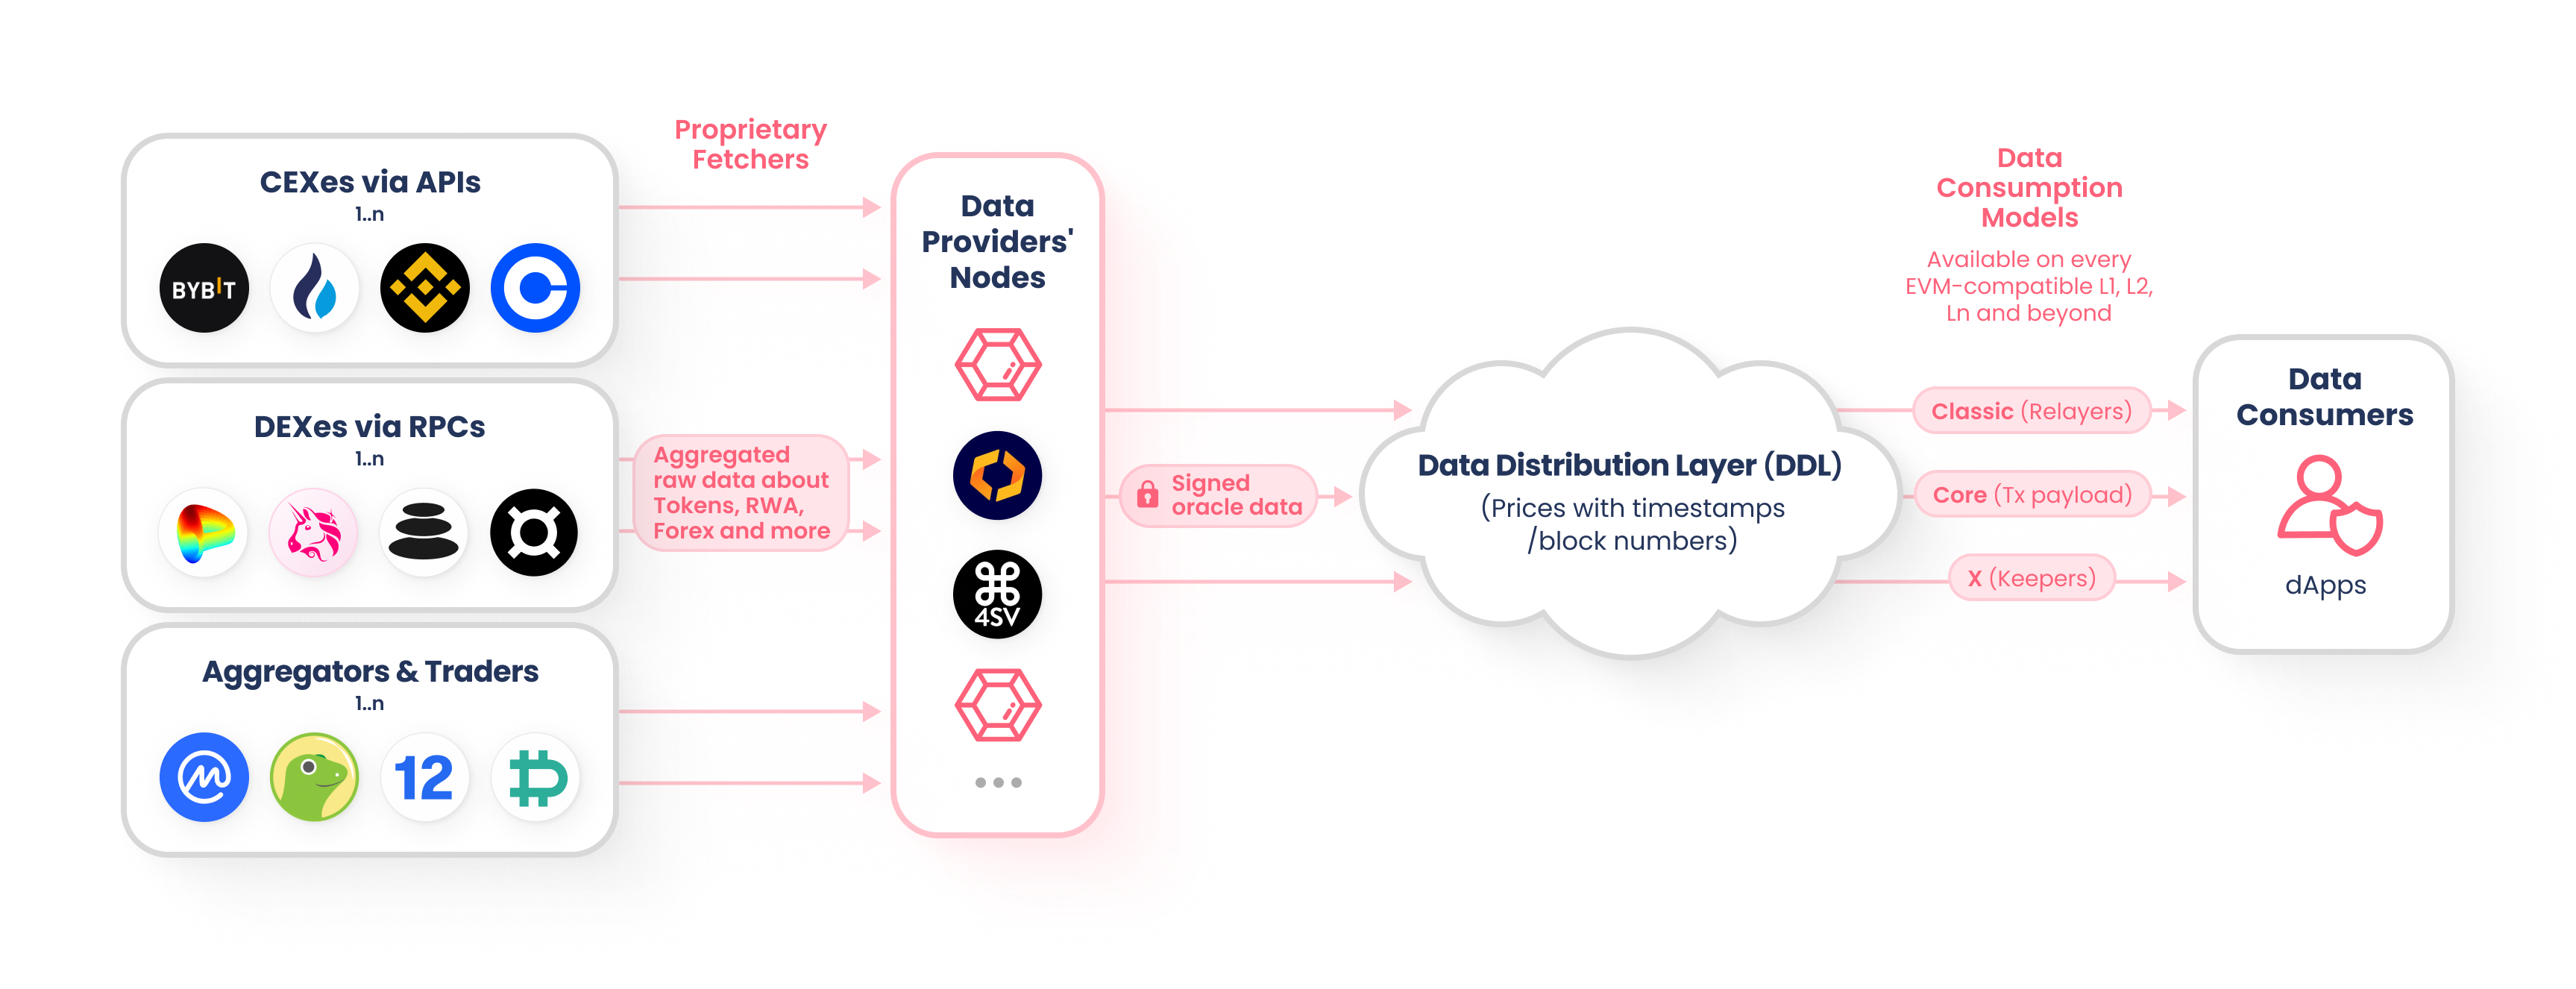 CEXes via APIs
1..n
BYBIT
DEXes via RPCs
1..n
Aggregators & Traders
1..n
12
Proprietary
Fetchers
Aggregated
raw data about
Tokens, RWA,
Forex and more
Data
Providers'
Nodes
4SV
Signed
oracle data
Data Distribution Layer (DDL)
(Prices with timestamps
/block numbers)
Data
Consumption
Models
Available on every
EVM-compatible L1, L2,
Ln and beyond
Classic (Relayers)
Core (Tx payload)
X (Keepers)
Data
Consumers
dApps